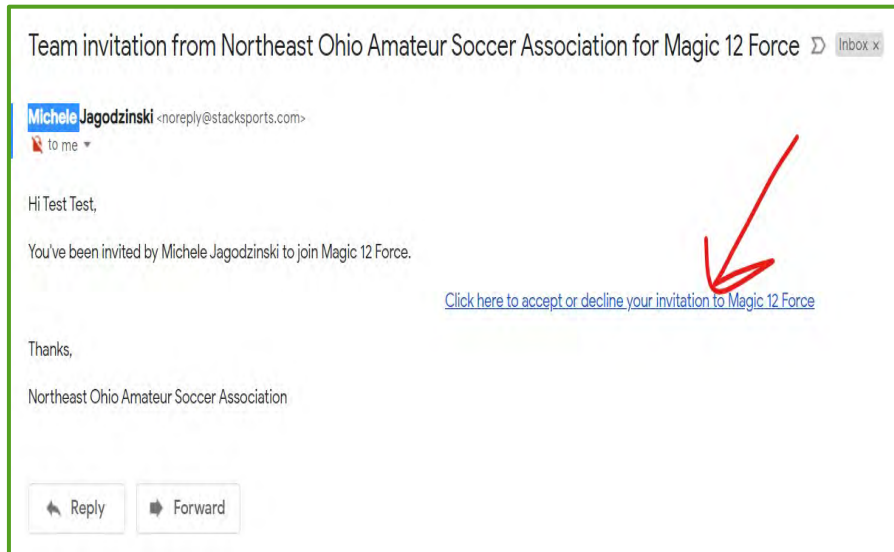 Team invitation from Northeast Ohio Amateur Soccer Association for Magic 12 Force Inbox x
Michele Jagodzinski <noreply@stacksports.com>
to me
Hi Test Test,
You've been invited by Michele Jagodzinski to join Magic 12 Force.
Click here to accept or decline your invitation to Magic 12 Force
Thanks,
Northeast Ohio Amateur Soccer Association
Reply Forward